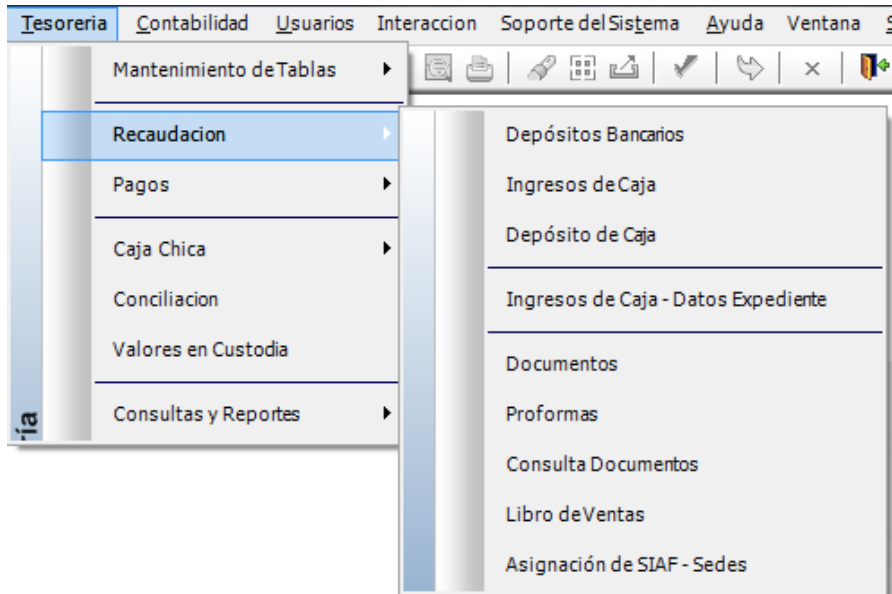 Tesoreria Contabilidad Usuarios Interaccion Soporte del Sistema Ayuda Ventana S
Mantenimiento de Tablas
Recaudacion
Pagos
Caja Chica
Conciliacion
Valores en Custodia
Consultas y Reportes
ría
Depósitos Bancarios
Ingresos de Caja
Depósito de Caja
Ingresos de Caja - Datos Expediente
Documentos
Proformas
Consulta Documentos
Libro de Ventas
Asignación de SIAF - Sedes